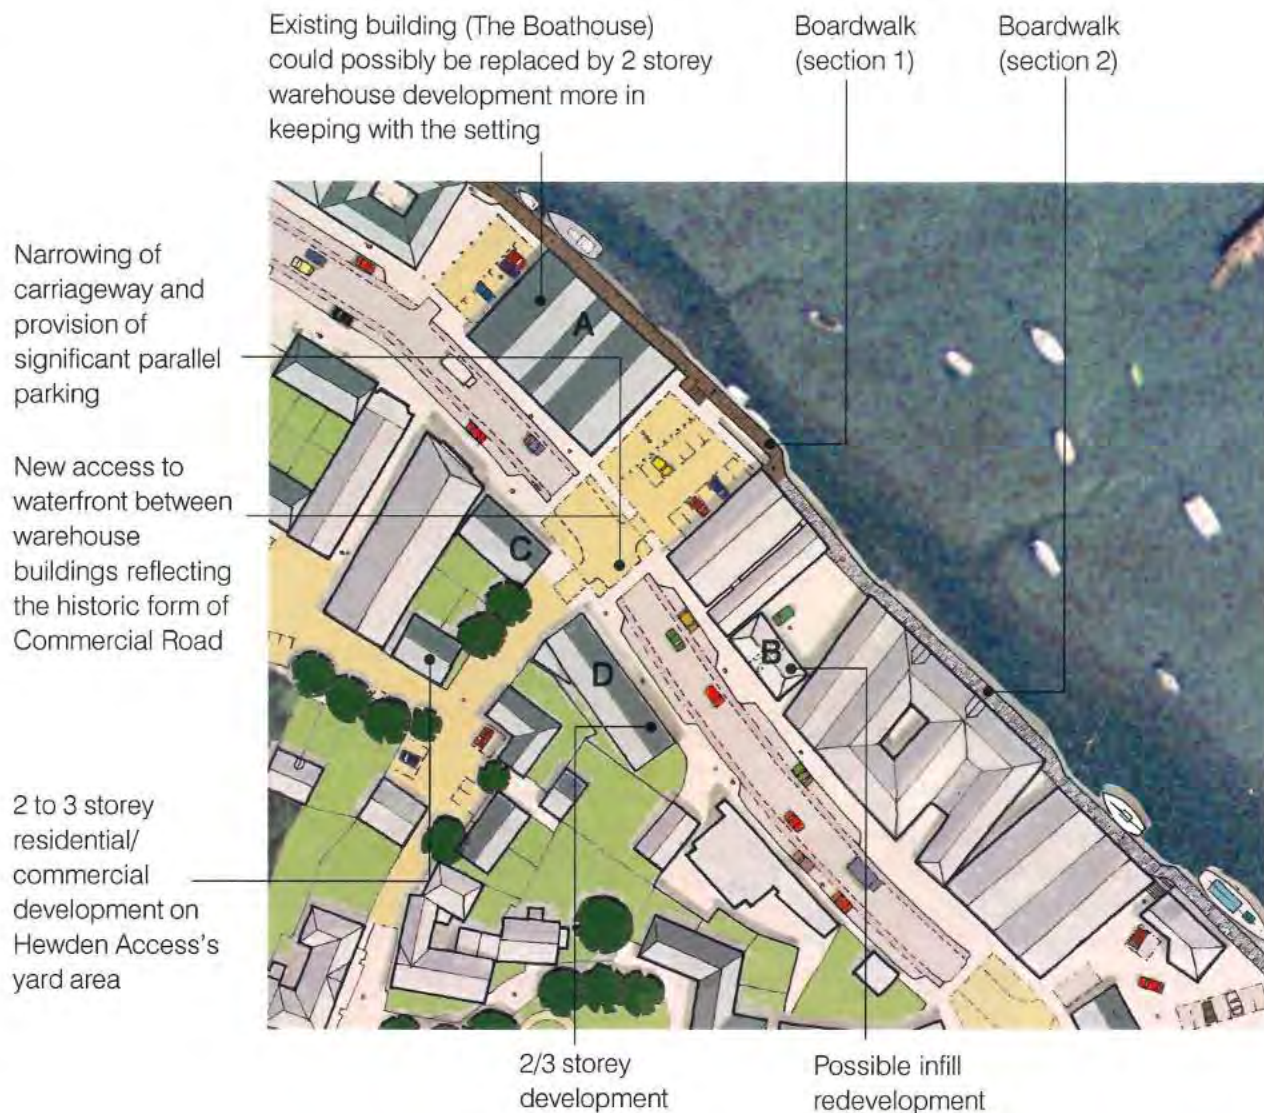 Existing building (The Boathouse)
could possibly be replaced by 2 storey
warehouse development more in
keeping with the setting
Boardwalk
(section 1)
Boardwalk
(section 2)
Narrowing of
carriageway and
provision of
significant parallel
parking
New access to
waterfront between
warehouse
buildings reflecting
the historic form of
Commercial Road
2 to 3 storey
residential/
commercial
development on
Hewden Access's
yard area
A
C
B
D
2/3 storey
development
Possible infill
redevelopment